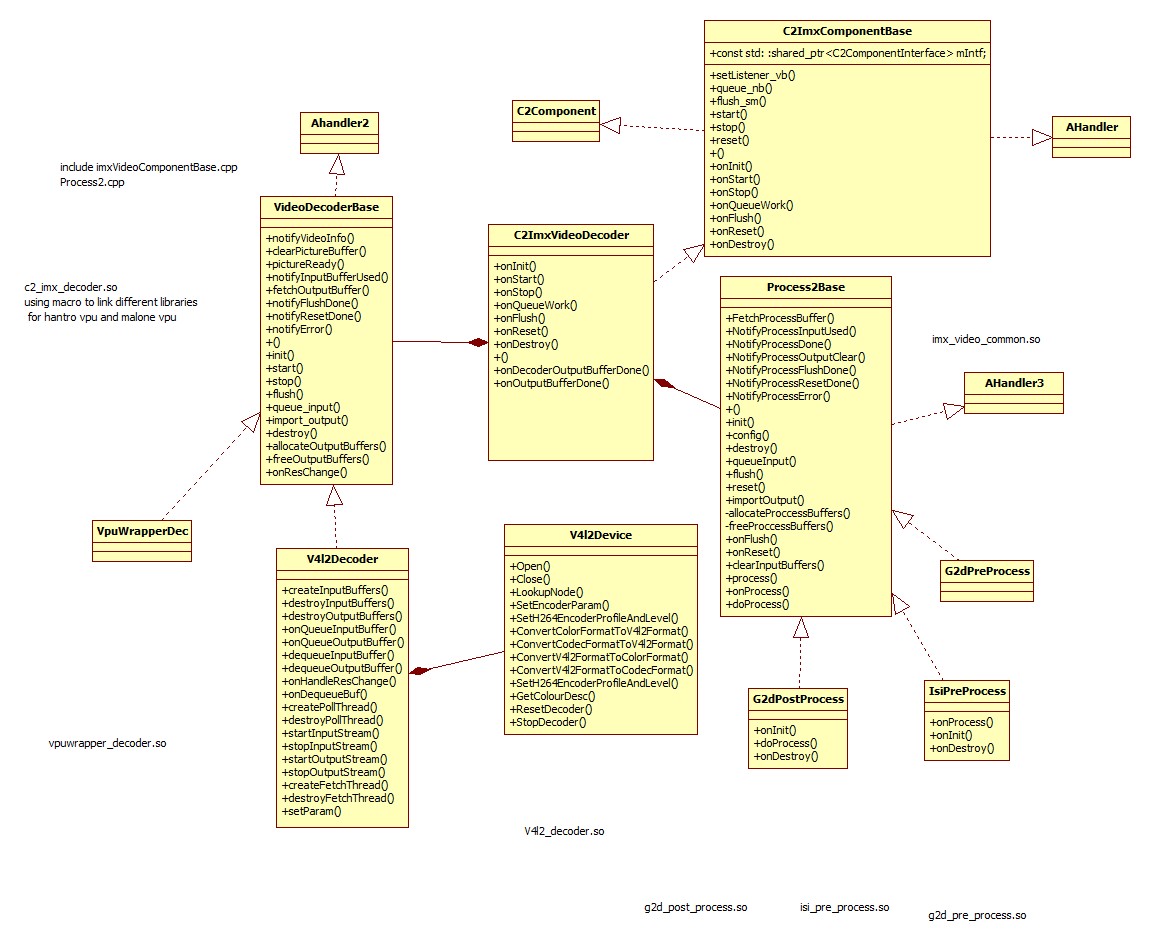 C2ImxComponentBase
+const std: :shared_ptr<C2ComponentInterface> mIntf;
+setListener_vb()
+queue_nb()
+flush_sm()
+start()
+stop()
+reset()
+()
+onInit()
+onStart()
+onStop()
+onQueueWork()
+onFlush()
+onReset()
+onDestroy()
C2Component
AHandler
Ahandler2
include imxVideoComponentBase.cpp
Process2.cpp
VideoDecoderBase
+notifyVideoInfo()
+clearPictureBuffer()
+pictureReady()
+notifyInputBufferUsed()
+fetchOutputBuffer()
+notifyFlushDone()
+notifyResetDone()
+notifyError()
+()
+init()
+start()
+stop()
+flush()
+queue_input()
+import_output()
+destroy()
+allocateOutputBuffers()
+freeOutputBuffers()
+onResChange()
C2ImxVideoDecoder
+onInit()
+onStart()
+onStop()
+onQueueWork()
+onFlush()
+onReset()
+onDestroy()
+()
+onDecoderOutputBufferDone()
+onOutputBufferDone()
c2_imx_decoder.so
using macro to link different libraries
for hantro vpu and malone vpu
Process2Base
+FetchProcessBuffer()
+NotifyProcessInputUsed()
+NotifyProcessDone()
+NotifyProcessOutputClear()
+NotifyProcessFlushDone()
+NotifyProcessResetDone()
+NotifyProcessError()
+()
+init()
+config()
+destroy()
+queueInput()
+flush()
+reset()
+importOutput()
-allocateProccessBuffers()
-freeProccessBuffers()
+onFlush()
+onReset()
+clearInputBuffers()
+process()
+onProcess()
+doProcess()
imx_video_common.so
AHandler3
VpuWrapperDec
V4l2Decoder
+createInputBuffers()
+destroyInputBuffers()
+destroyOutputBuffers()
+onQueueInputBuffer()
+onQueueOutputBuffer()
+dequeueInputBuffer()
+dequeueOutputBuffer()
+onHandleResChange()
+onDequeueBuf()
+createPollThread()
+destroyPollThread()
+startInputStream()
+stopInputStream()
+startOutputStream()
+stopOutputStream()
+createFetchThread()
+destroyFetchThread()
+setParam()
V4l2Device
+Open()
+Close()
+LookupNode()
+SetEncoderParam()
+SetH264EncoderProfileAndLevel()
+ConvertColorFormatToV4l2Format()
+ConvertCodecFormatToV4l2Format()
+ConvertV4l2FormatToColorFormat()
+ConvertV4l2FormatToCodecFormat()
+SetH264EncoderProfileAndLevel()
+GetColourDesc()
+ResetDecoder()
+StopDecoder()
G2dPreProcess
G2dPostProcess
+onInit()
+doProcess()
+onDestroy()
IsiPreProcess
+onProcess()
+onInit()
+onDestroy()
vpuwrapper_decoder.so
V4l2_decoder.so
g2d_post_process.so
isi_pre_process.so
g2d_pre_process.so